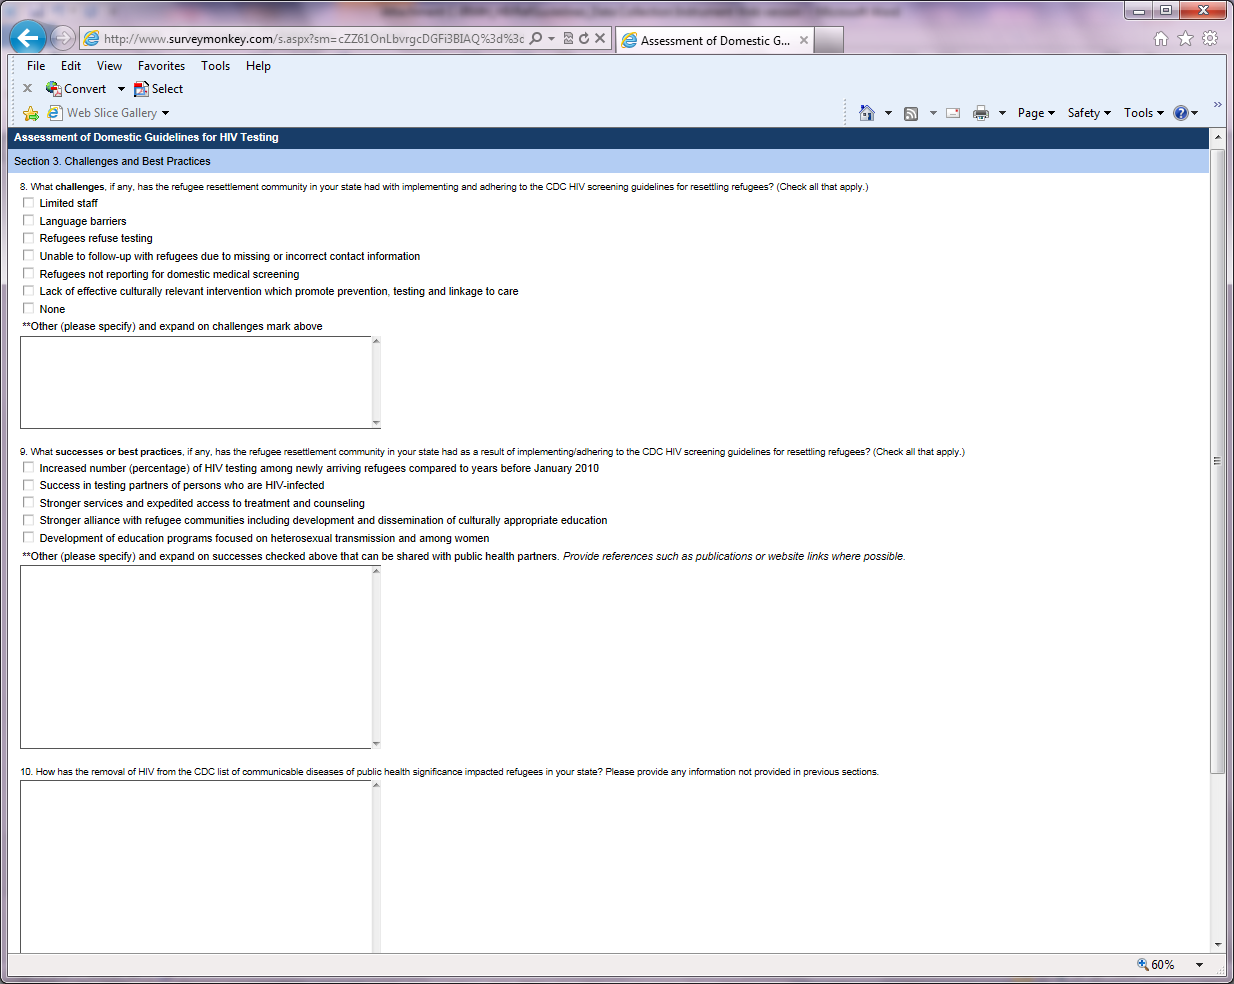 http://www.surveymonkey.com/s.aspx?sm=cZZ61OnLbvrgcDGFi3BIAQ%3d%3c
Assessment of Domestic G...
File Edit View Favorites Tools Help
Convert Select
Web Slice Gallery
Page Safety Tools
Assessment of Domestic Guidelines for HIV Testing
Section 3. Challenges and Best Practices
8. What challenges, if any, has the refugee resettlement community in your state had with implementing and adhering to the CDC HIV screening guidelines for resettling refugees? (Check all that apply.)
Limited staff
Language barriers
Refugees refuse testing
Unable to follow-up with refugees due to missing or incorrect contact information
Refugees not reporting for domestic medical screening
Lack of effective culturally relevant intervention which promote prevention, testing and linkage to care
None
**Other (please specify) and expand on challenges mark above
9. What successes or best practices, if any, has the refugee resettlement community in your state had as a result of implementing/adhering to the CDC HIV screening guidelines for resettling refugees? (Check all that apply.)
Increased number (percentage) of HIV testing among newly arriving refugees compared to years before January 2010
Success in testing partners of persons who are HIV-infected
Stronger services and expedited access to treatment and counseling
Stronger alliance with refugee communities including development and dissemination of culturally appropriate education
Development of education programs focused on heterosexual transmission and among women
**Other (please specify) and expand on successes checked above that can be shared with public health partners. Provide references such as publications or website links where possible.
10. How has the removal of HIV from the CDC list of communicable diseases of public health significance impacted refugees in your state? Please provide any information not provided in previous sections.
60%